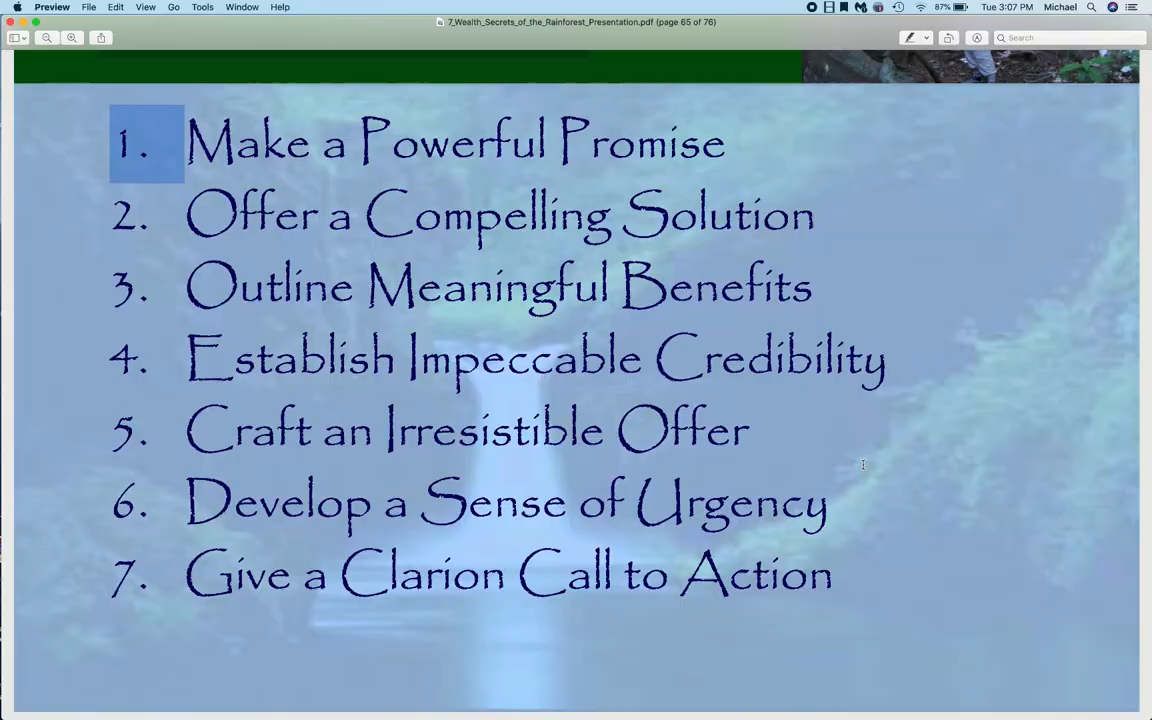 Preview File Edit View Go Tools Window Help 87% Tue 3:07 PM Michael
7_Wealth_Secrets_of_the_Rainforest_Presentation.pdf (page 65 of 76)
Search
1. Make a Powerful Promise
2. Offer a Compelling Solution
3. Outline Meaningful Benefits
4. Establish Impeccable Credibility
5. Craft an Irresistible Offer
6. Develop a Sense of Urgency
7. Give a Clarion Call to Action